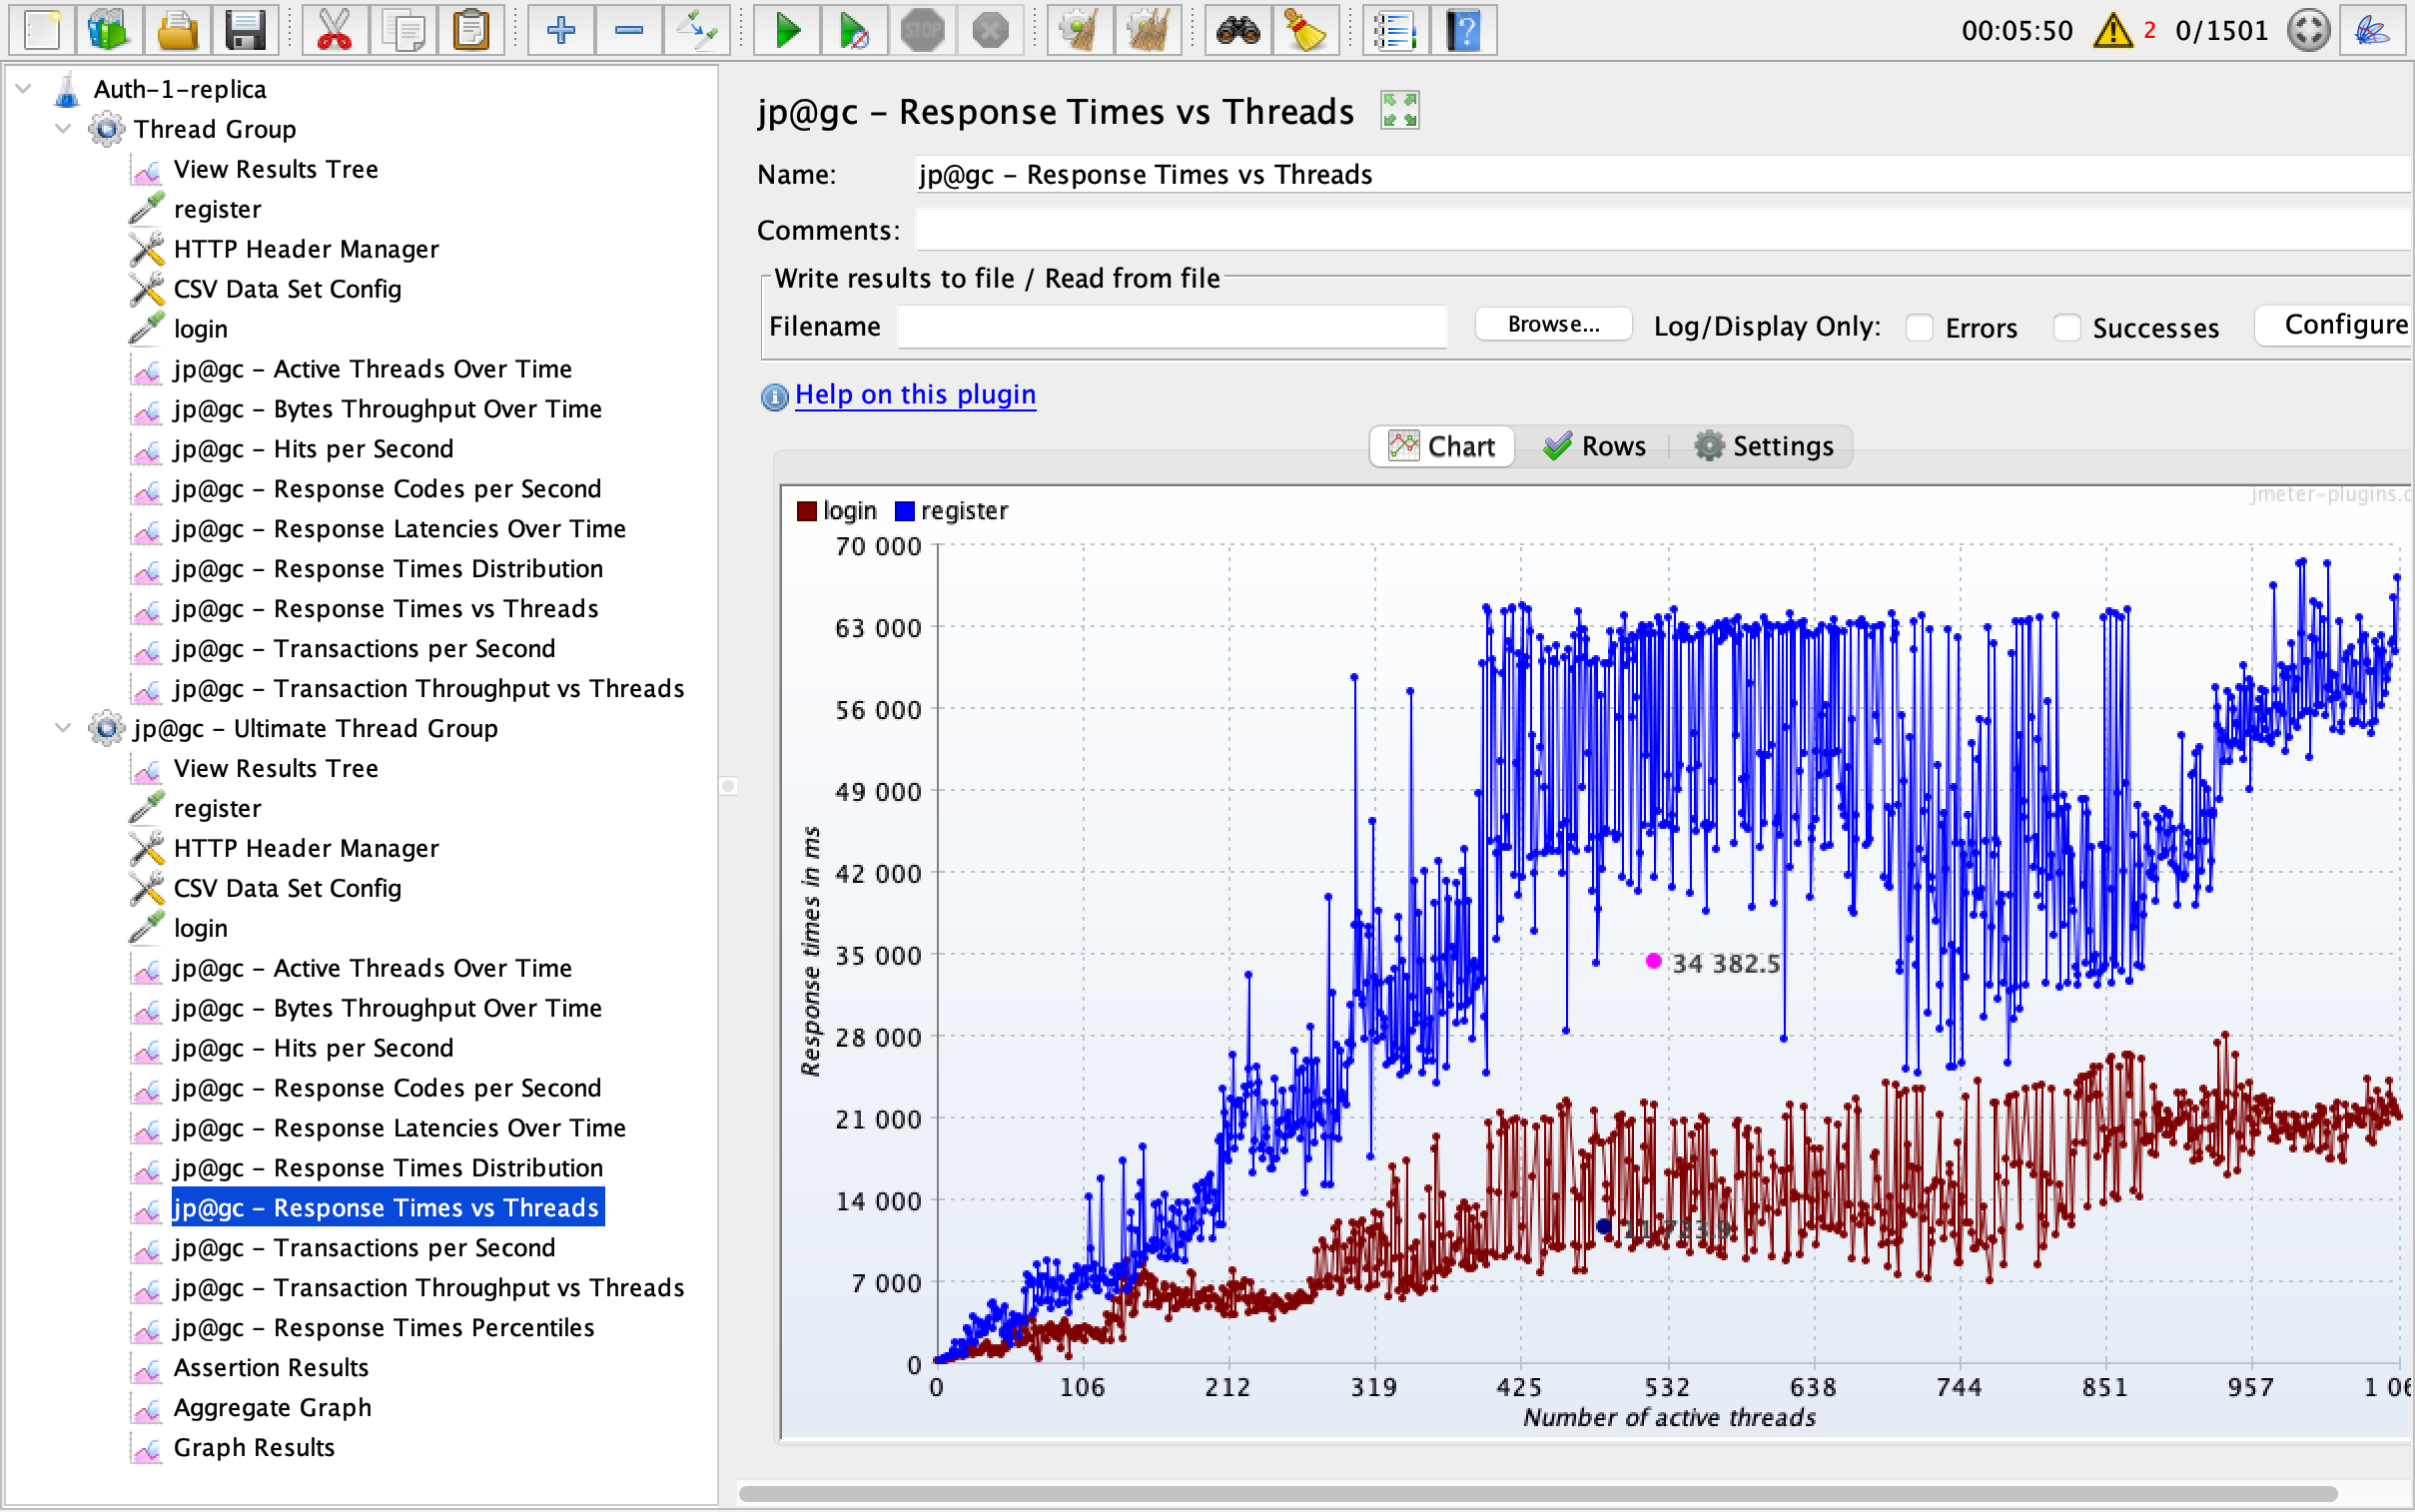 STOP
00:05:50 2 0/1501
Auth-1-replica
Thread Group
View Results Tree
register
HTTP Header Manager
CSV Data Set Config
login
jp@gc - Active Threads Over Time
jp@gc - Bytes Throughput Over Time
jp@gc - Hits per Second
jp@gc - Response Codes per Second
jp@gc - Response Latencies Over Time
jp@gc - Response Times Distribution
jp@gc - Response Times vs Threads
jp@gc - Transactions per Second
jp@gc - Transaction Throughput vs Threads
jp@gc - Ultimate Thread Group
View Results Tree
register
HTTP Header Manager
CSV Data Set Config
login
jp@gc - Active Threads Over Time
jp@gc - Bytes Throughput Over Time
jp@gc - Hits per Second
jp@gc - Response Codes per Second
jp@gc - Response Latencies Over Time
jp@gc - Response Times Distribution
jp@gc - Response Times vs Threads
jp@gc - Transactions per Second
jp@gc - Transaction Throughput vs Threads
jp@gc - Response Times Percentiles
Assertion Results
Aggregate Graph
Graph Results
jp@gc - Response Times vs Threads
Name: jp@gc - Response Times vs Threads
Comments:
Write results to file / Read from file
Filename Browse... Log/Display Only: Errors Successes Configure
Help on this plugin
Chart Rows Settings
jmeter-plugins.c
login register
70 000
63 000
56 000
49 000
42 000
35 000
28 000
21 000
14 000
7 000
0
Response times in ms
34 382.5
11 723.9
0 106 212 319 425 532 638 744 851 957 1 06
Number of active threads